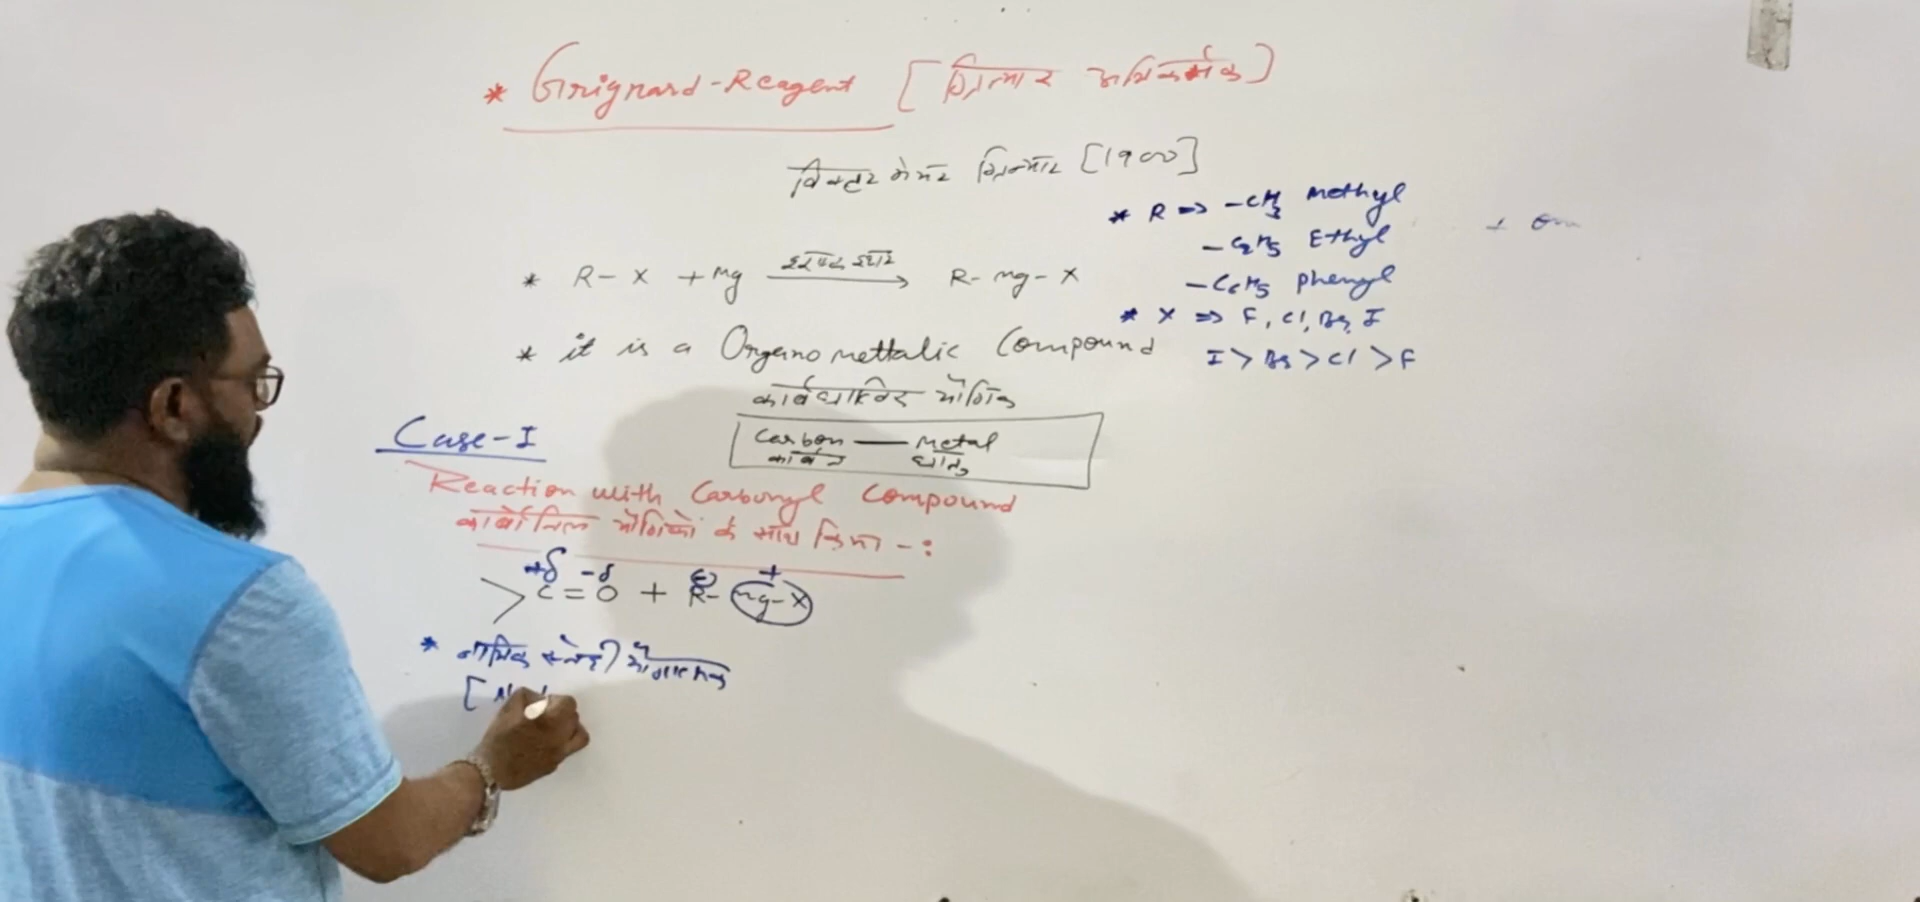 * Grignard-Reagent [ग्रिन्यार अभिकर्मक]
विक्टर ग्रिन्यार [1900]
* R ⇒ -CH3 Methyl
-C2H5 Ethyl
-C6H5 phenyl
* R-X + Mg → R-Mg-X
* X ⇒ F, Cl, Br, I
I > Br > Cl > F
* it is a Organo mettalic Compound
कार्बधात्विक यौगिक
Carbon — Metal
कार्बन धातु
Case-I
Reaction with Carbonyl Compound
कार्बोनिल यौगिकों के साथ क्रिया -:
+δ -δ (-) +
>C=O + R-Mg-X
* नाभिक स्नेही योगात्मक
[ N